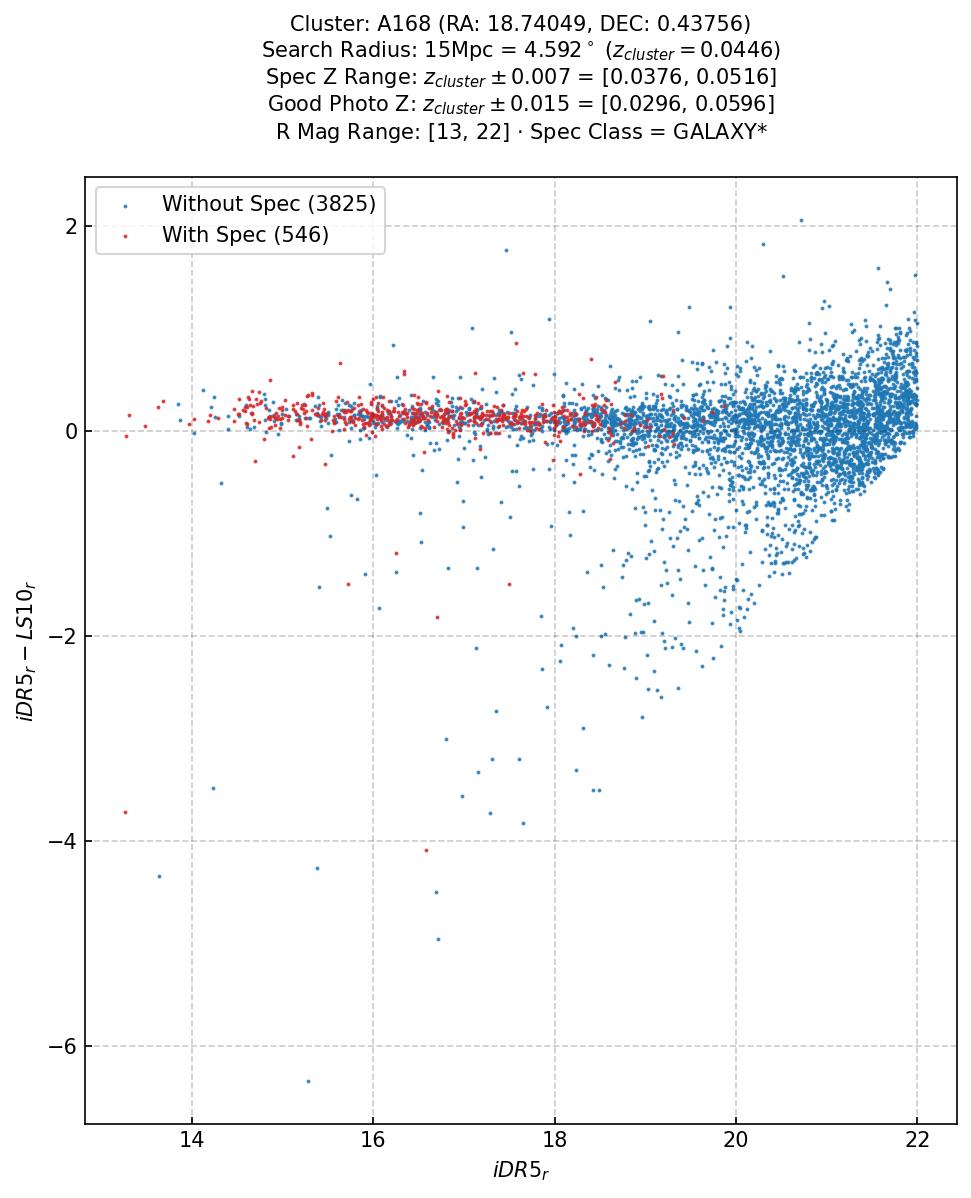 Cluster: A168 (RA: 18.74049, DEC: 0.43756)
Search Radius: 15Mpc = 4.592° (z_cluster = 0.0446)
Spec Z Range: z_cluster ± 0.007 = [0.0376, 0.0516]
Good Photo Z: z_cluster ± 0.015 = [0.0296, 0.0596]
R Mag Range: [13, 22] · Spec Class = GALAXY*
Without Spec (3825)
With Spec (546)
2
0
−2
−4
−6
iDR5_r − LS10_r
14 16 18 20 22
iDR5_r